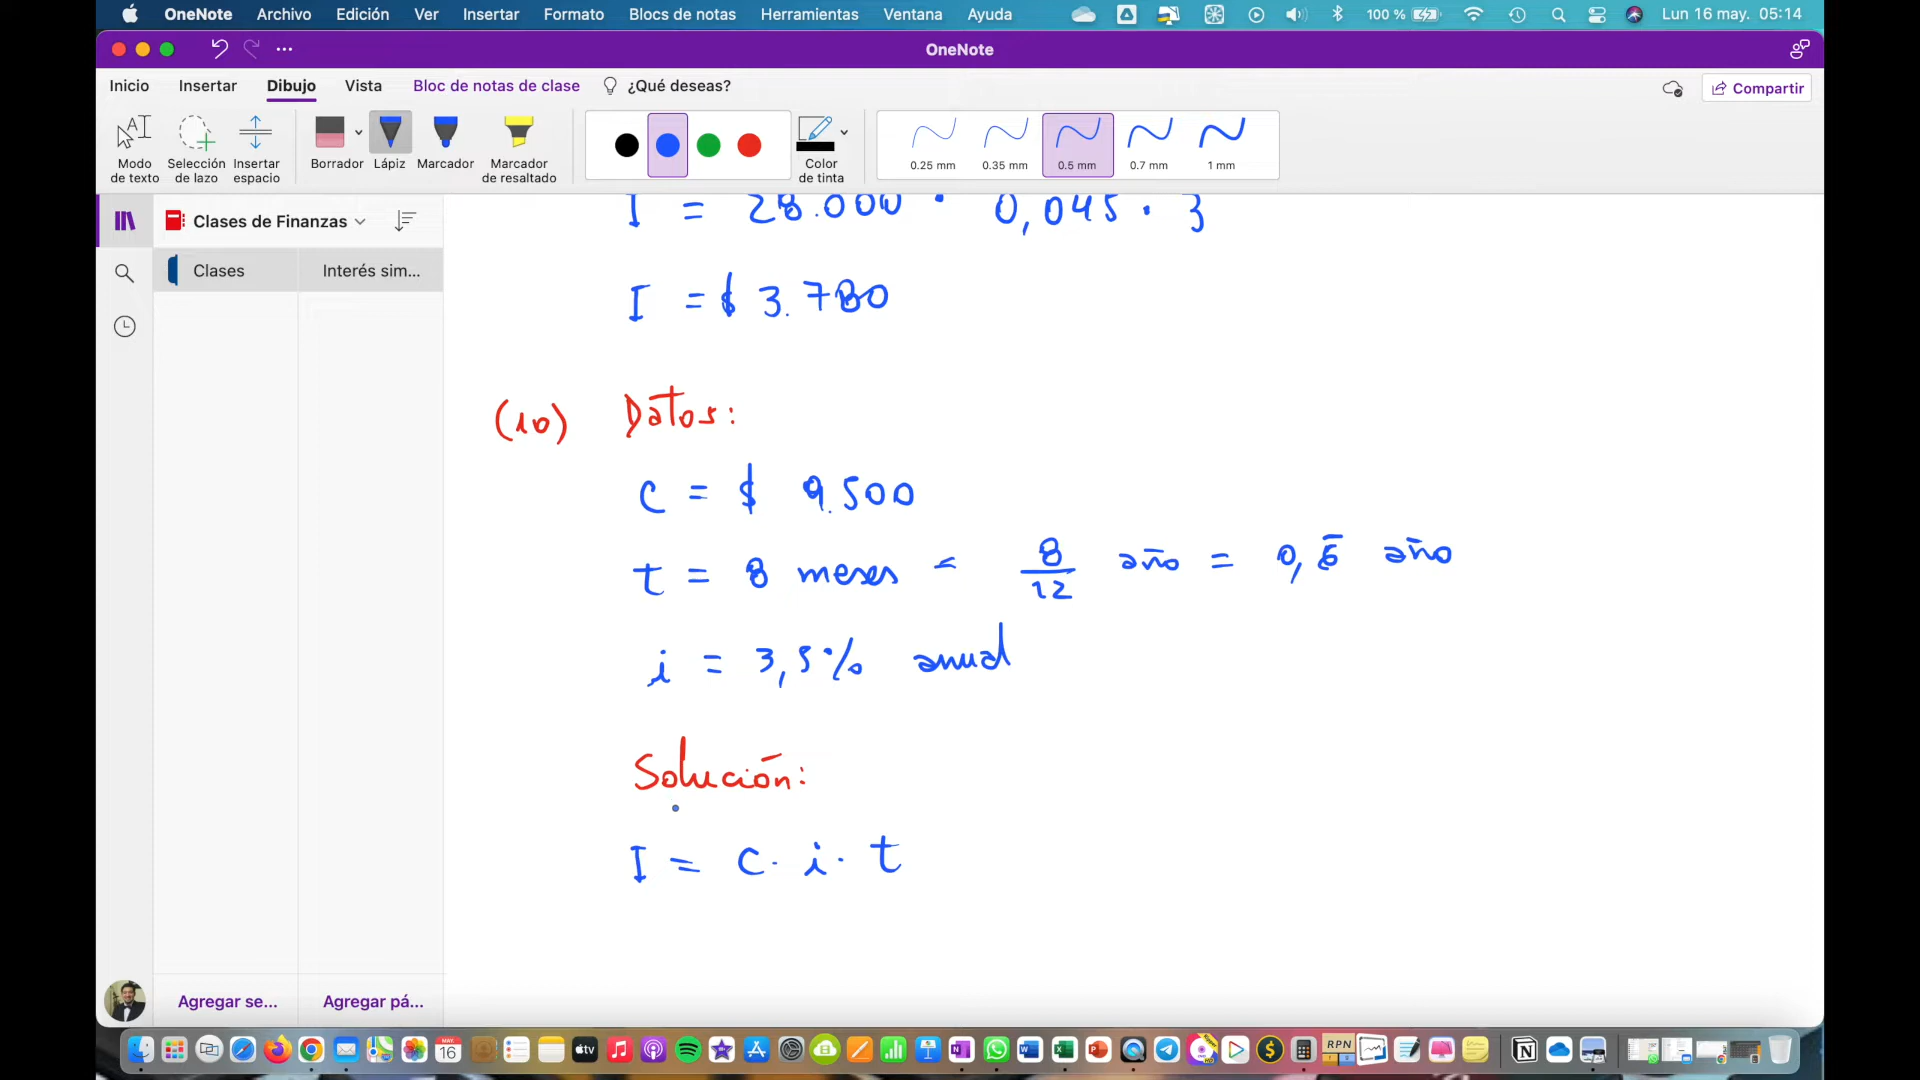 OneNote Archivo Edición Ver Insertar Formato Blocs de notas Herramientas Ventana Ayuda 100 % Lun 16 may. 05:14
OneNote
Inicio Insertar Dibujo Vista Bloc de notas de clase ¿Qué deseas? Compartir
Modo de texto
Selección de lazo
Insertar espacio
Borrador
Lápiz
Marcador
Marcador de resaltado
Color de tinta
0.25 mm 0.35 mm 0.5 mm 0.7 mm 1 mm
Clases de Finanzas
Clases Interés sim...
I = 28.000 · 0,045 · 3
I = $ 3.780
(10) Datos:
C = $ 9.500
t = 8 meses = 8/12 año = 0,6̅ año
i = 3,5% anual
Solución:
I = C · i · t
Agregar se... Agregar pá...
MAY. 16
tv
RPN